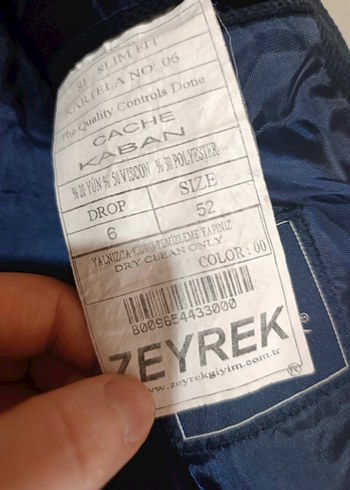 SLIM FIT
KARTELA NO: 06
The Quality Controls Done
CACHE
KABAN
% 20 YÜN % 50 VISCON % 30 POLYESTER
DROP SIZE
6 52
YALNIZCA KURU TEMİZLEME YAPINIZ
DRY CLEAN ONLY
COLOR : 00
8009654433000
ZEYREK
®
www.zeyrekgiyim.com.tr
®